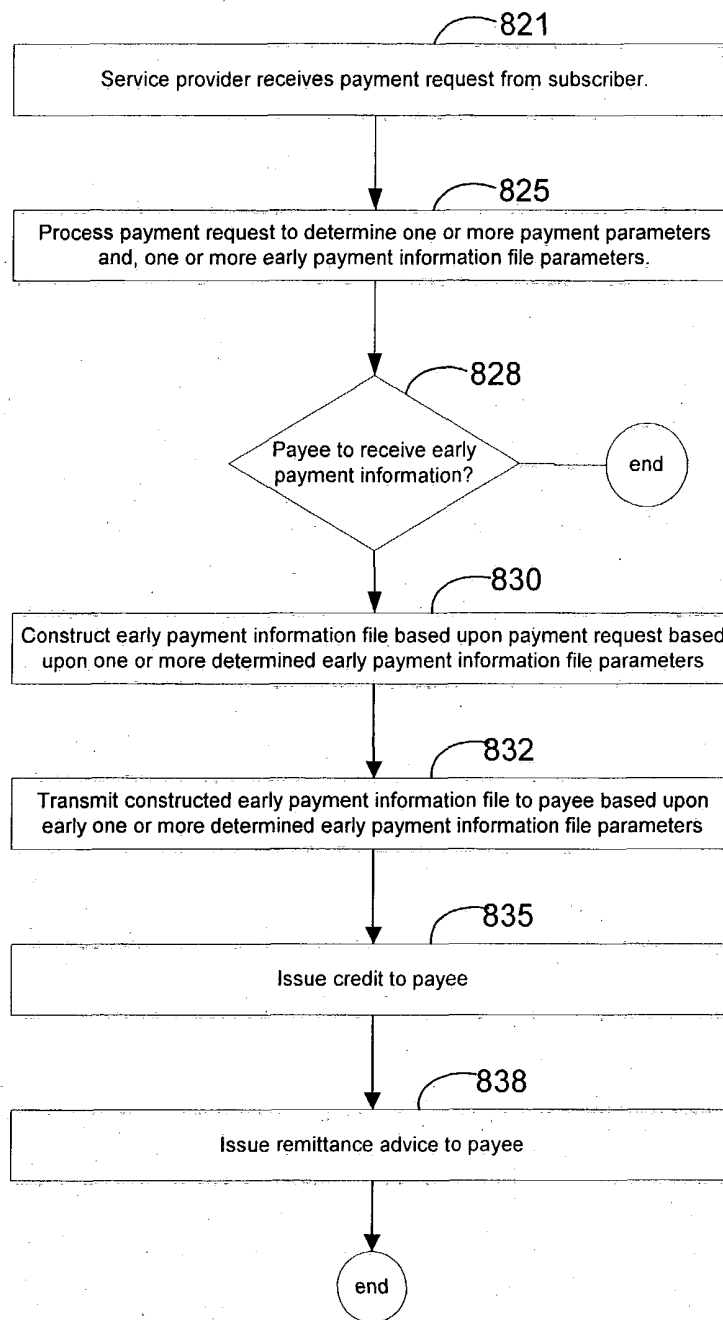 821
Service provider receives payment request from subscriber.
825
Process payment request to determine one or more payment parameters
and, one or more early payment information file parameters.
828
Payee to receive early
payment information?
end
830
Construct early payment information file based upon payment request based
upon one or more determined early payment information file parameters
832
Transmit constructed early payment information file to payee based upon
early one or more determined early payment information file parameters
835
Issue credit to payee
838
Issue remittance advice to payee
end